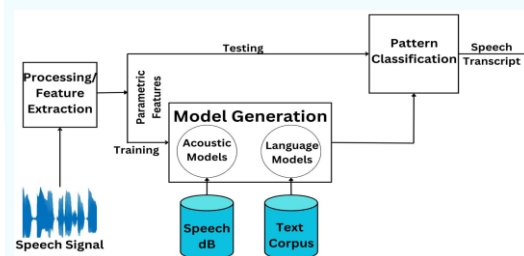 Testing
Pattern
Classification
Speech
Transcript
Processing/
Feature
Extraction
Parametric
Features
Training
Model Generation
Acoustic
Models
Language
Models
Speech
dB
Text
Corpus
Speech Signal